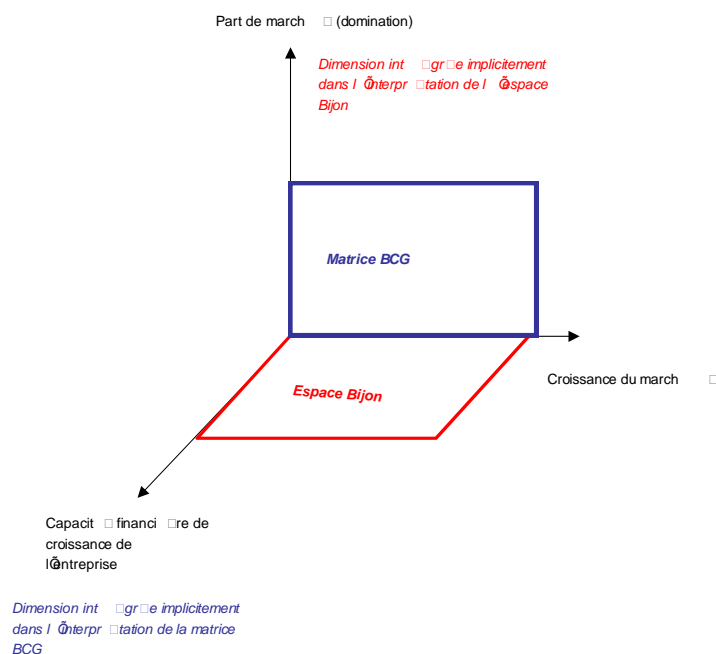 Part de march □ (domination)
Dimension int □gr□e implicitement
dans l Õinterpr □tation de l Õespace
Bijon
Matrice BCG
Croissance du march □
Espace Bijon
Capacit □ financi □re de
croissance de
lÕentreprise
Dimension int □gr□e implicitement
dans l Õinterpr □tation de la matrice
BCG